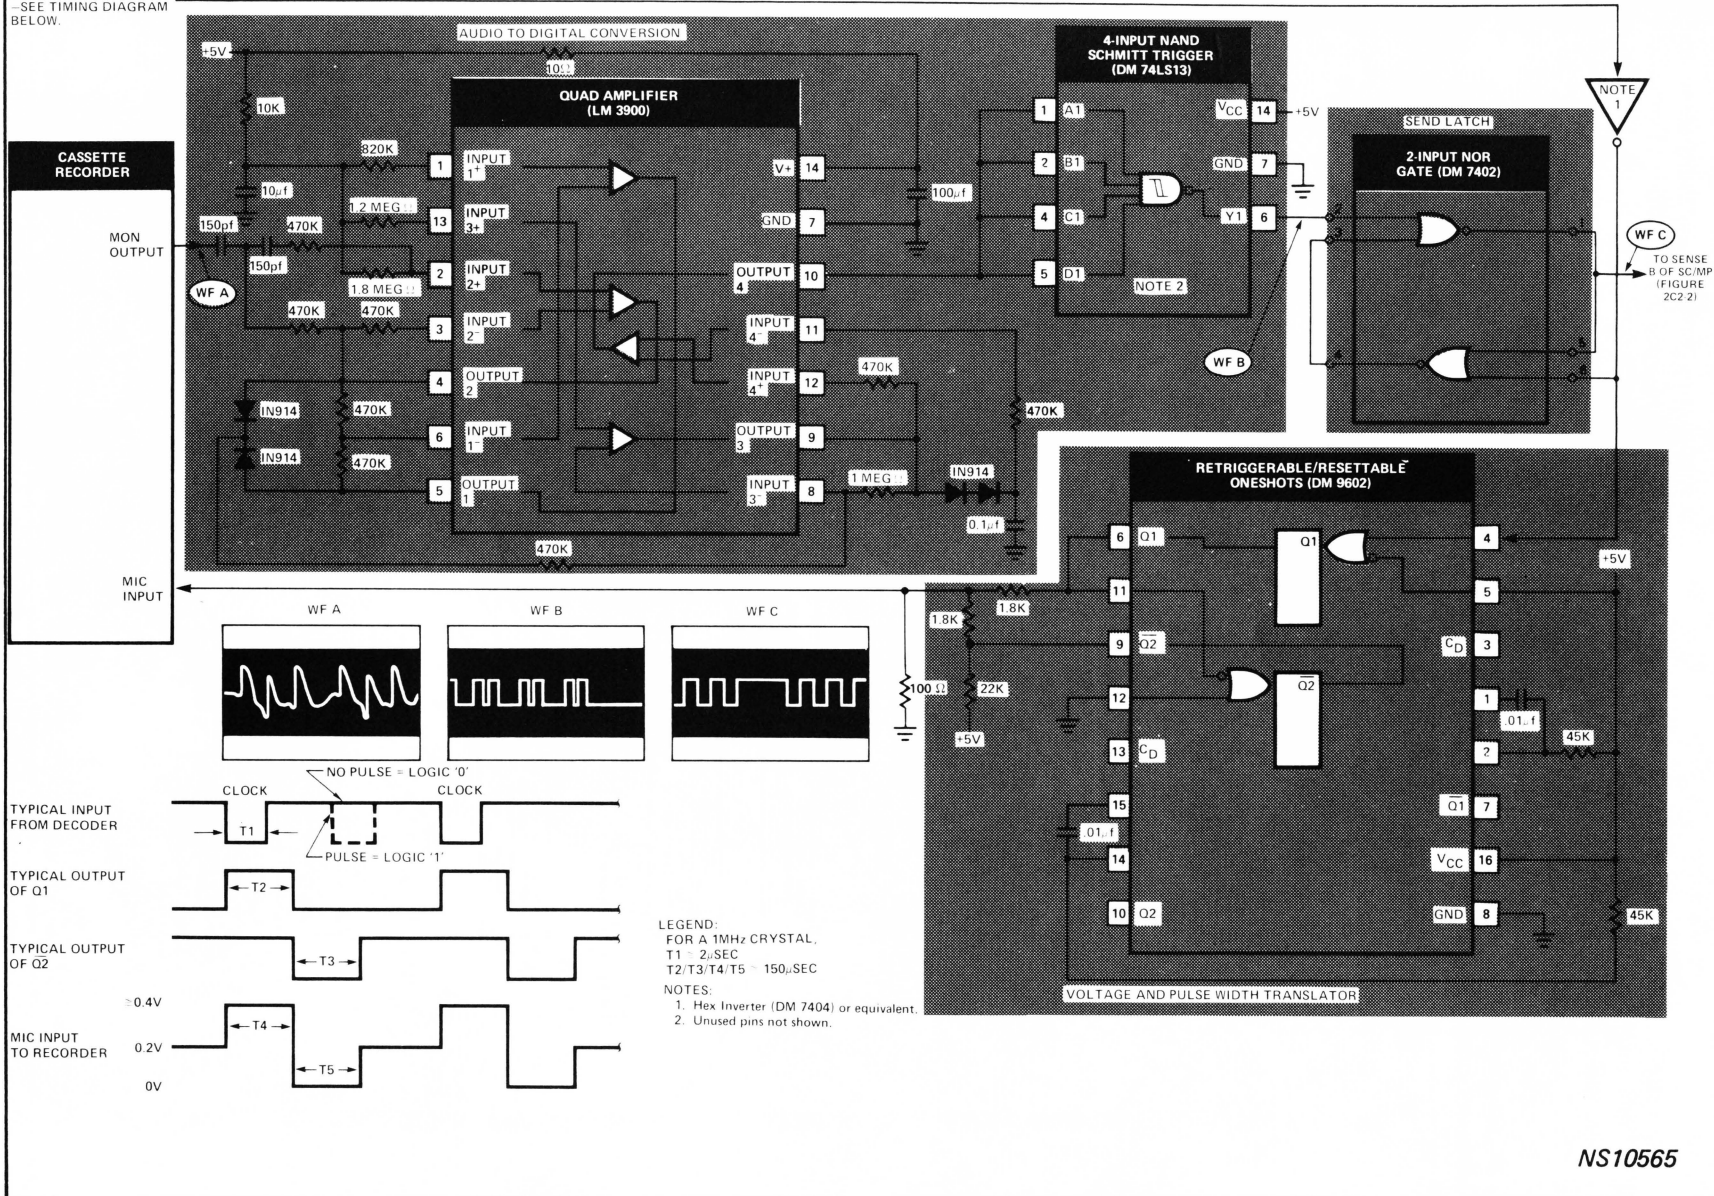 –SEE TIMING DIAGRAM
BELOW.
AUDIO TO DIGITAL CONVERSION
+5V
10Ω
10K
QUAD AMPLIFIER
(LM 3900)
4-INPUT NAND
SCHMITT TRIGGER
(DM 74LS13)
NOTE
1
SEND LATCH
2-INPUT NOR
GATE (DM 7402)
CASSETTE
RECORDER
MON
OUTPUT
MIC
INPUT
WF A
150pf
150pf
10μf
820K
1.2 MEG Ω
470K
1.8 MEG Ω
470K
470K
IN914
IN914
470K
470K
470K
1 INPUT 1+
13 INPUT 3+
2 INPUT 2+
3 INPUT 2-
4 OUTPUT 2
6 INPUT 1-
5 OUTPUT 1
V+ 14
GND 7
OUTPUT 4 10
INPUT 4- 11
INPUT 4+ 12
OUTPUT 3 9
INPUT 3- 8
100μf
470K
470K
1 MEG Ω
IN914
0.1μf
1 A1
2 B1
4 C1
5 D1
VCC 14 +5V
GND 7
Y1 6
NOTE 2
WF B
2
3
4
1
5
6
WF C
TO SENSE
B OF SC/MP
(FIGURE
2C2-2)
RETRIGGERABLE/RESETTABLE
ONESHOTS (DM 9602)
6 Q1
11
9 Q2
12
13 CD
15
14
10 Q2
Q1
Q2
4
5
CD 3
1
2
Q1 7
VCC 16
GND 8
+5V
.01μf
45K
45K
.01μf
1.8K
1.8K
22K
+5V
100 Ω
VOLTAGE AND PULSE WIDTH TRANSLATOR
WF A
WF B
WF C
NO PULSE = LOGIC '0'
CLOCK
CLOCK
TYPICAL INPUT
FROM DECODER
T1
PULSE = LOGIC '1'
TYPICAL OUTPUT
OF Q1
T2
TYPICAL OUTPUT
OF Q2
T3
≥0.4V
MIC INPUT
TO RECORDER
0.2V
0V
T4
T5
LEGEND:
FOR A 1MHz CRYSTAL,
T1 ≈ 2μSEC
T2/T3/T4/T5 ≈ 150μSEC
NOTES:
1. Hex Inverter (DM 7404) or equivalent.
2. Unused pins not shown.
NS10565